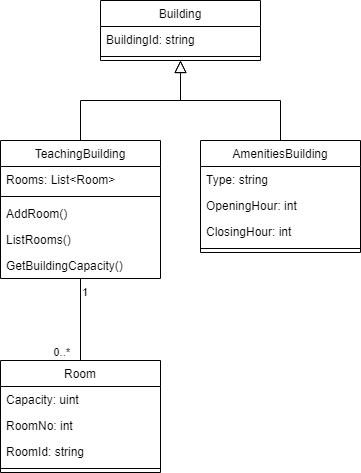 Building
BuildingId: string
TeachingBuilding
Rooms: List<Room>
AddRoom()
ListRooms()
GetBuildingCapacity()
AmenitiesBuilding
Type: string
OpeningHour: int
ClosingHour: int
1
0..*
Room
Capacity: uint
RoomNo: int
RoomId: string